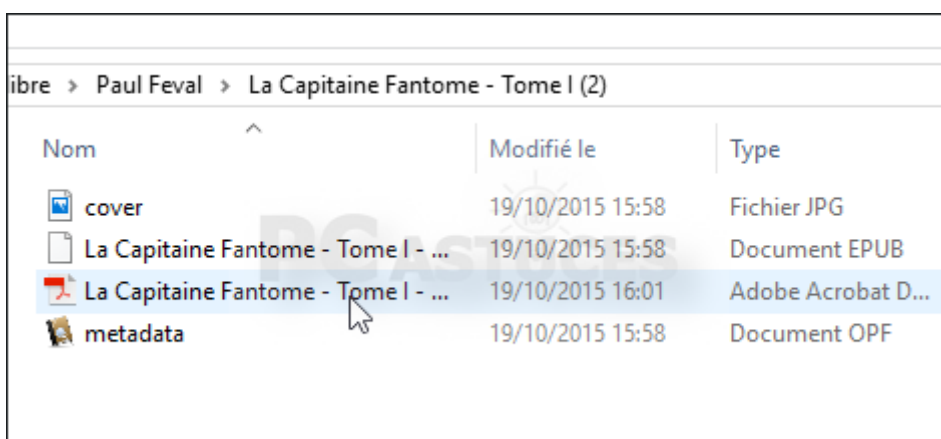 ibre > Paul Feval > La Capitaine Fantome - Tome I (2)
Nom Modifié le Type
cover 19/10/2015 15:58 Fichier JPG
La Capitaine Fantome - Tome I - ... 19/10/2015 15:58 Document EPUB
La Capitaine Fantome - Tome I - ... 19/10/2015 16:01 Adobe Acrobat D...
metadata 19/10/2015 15:58 Document OPF
PC ASTUCES